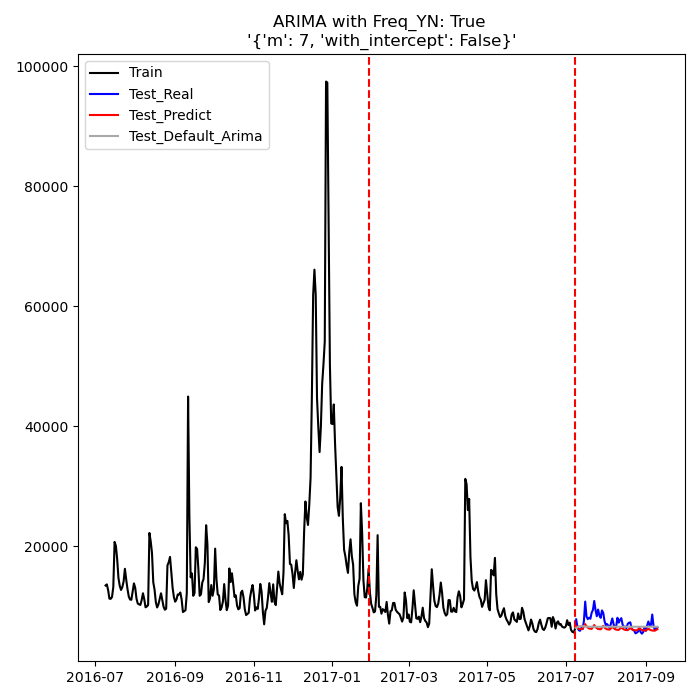 ARIMA with Freq_YN: True
'{'m': 7, 'with_intercept': False}'
100000
80000
60000
40000
20000
Train
Test_Real
Test_Predict
Test_Default_Arima
2016-07
2016-09
2016-11
2017-01
2017-03
2017-05
2017-07
2017-09